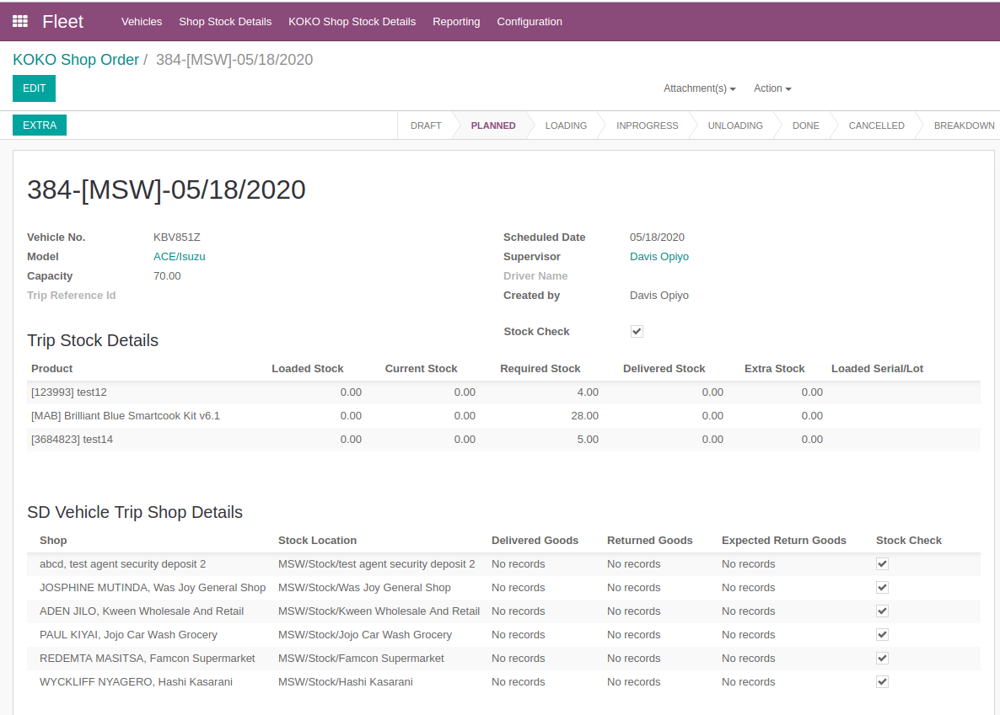 Fleet Vehicles Shop Stock Details KOKO Shop Stock Details Reporting Configuration
KOKO Shop Order / 384-[MSW]-05/18/2020
EDIT Attachment(s) Action
EXTRA DRAFT PLANNED LOADING INPROGRESS UNLOADING DONE CANCELLED BREAKDOWN
384-[MSW]-05/18/2020
Vehicle No. KBV851Z Scheduled Date 05/18/2020
Model ACE/Isuzu Supervisor Davis Opiyo
Capacity 70.00 Driver Name
Trip Reference Id Created by Davis Opiyo
Stock Check
Trip Stock Details
Product Loaded Stock Current Stock Required Stock Delivered Stock Extra Stock Loaded Serial/Lot
[123993] test12 0.00 0.00 4.00 0.00 0.00
[MAB] Brilliant Blue Smartcook Kit v6.1 0.00 0.00 28.00 0.00 0.00
[3684823] test14 0.00 0.00 5.00 0.00 0.00
SD Vehicle Trip Shop Details
Shop Stock Location Delivered Goods Returned Goods Expected Return Goods Stock Check
abcd, test agent security deposit 2 MSW/Stock/test agent security deposit 2 No records No records No records
JOSPHINE MUTINDA, Was Joy General Shop MSW/Stock/Was Joy General Shop No records No records No records
ADEN JILO, Kween Wholesale And Retail MSW/Stock/Kween Wholesale And Retail No records No records No records
PAUL KIYAI, Jojo Car Wash Grocery MSW/Stock/Jojo Car Wash Grocery No records No records No records
REDEMTA MASITSA, Famcon Supermarket MSW/Stock/Famcon Supermarket No records No records No records
WYCKLIFF NYAGERO, Hashi Kasarani MSW/Stock/Hashi Kasarani No records No records No records